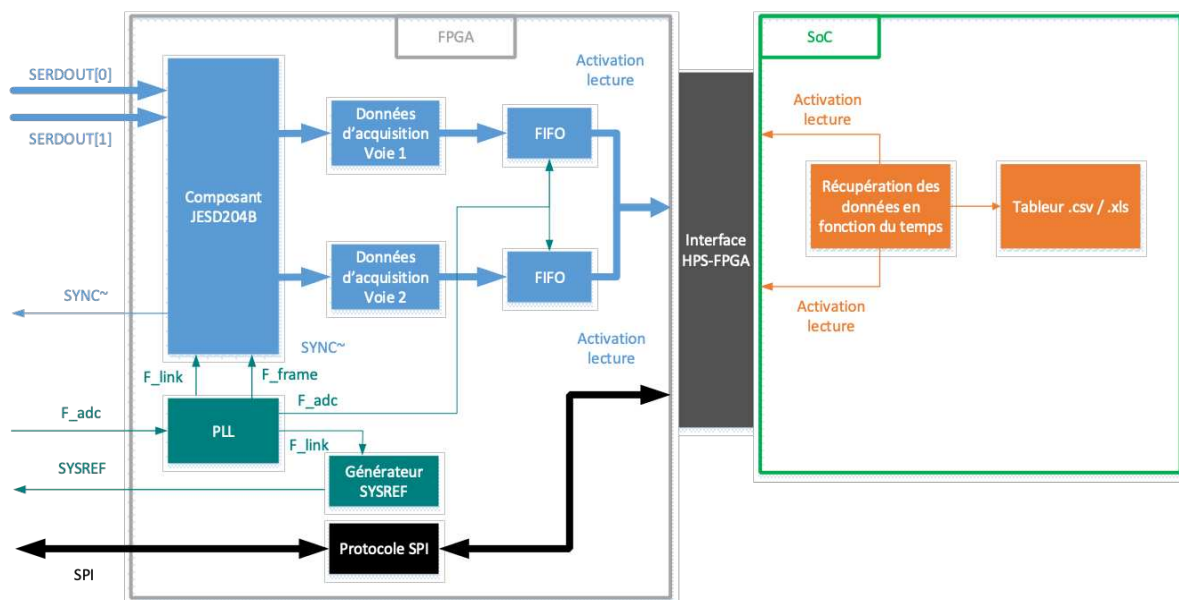 FPGA
SoC
SERDOUT[0]
SERDOUT[1]
Activation
lecture
Données
d'acquisition
Voie 1
FIFO
Composant
JESD204B
Données
d'acquisition
Voie 2
FIFO
Interface
HPS-FPGA
Activation
lecture
Récupération des
données en
fonction du temps
Tableur .csv / .xls
Activation
lecture
SYNC~
SYNC~
Activation
lecture
F_link
F_frame
F_adc
F_adc
PLL
F_link
SYSREF
Générateur
SYSREF
Protocole SPI
SPI